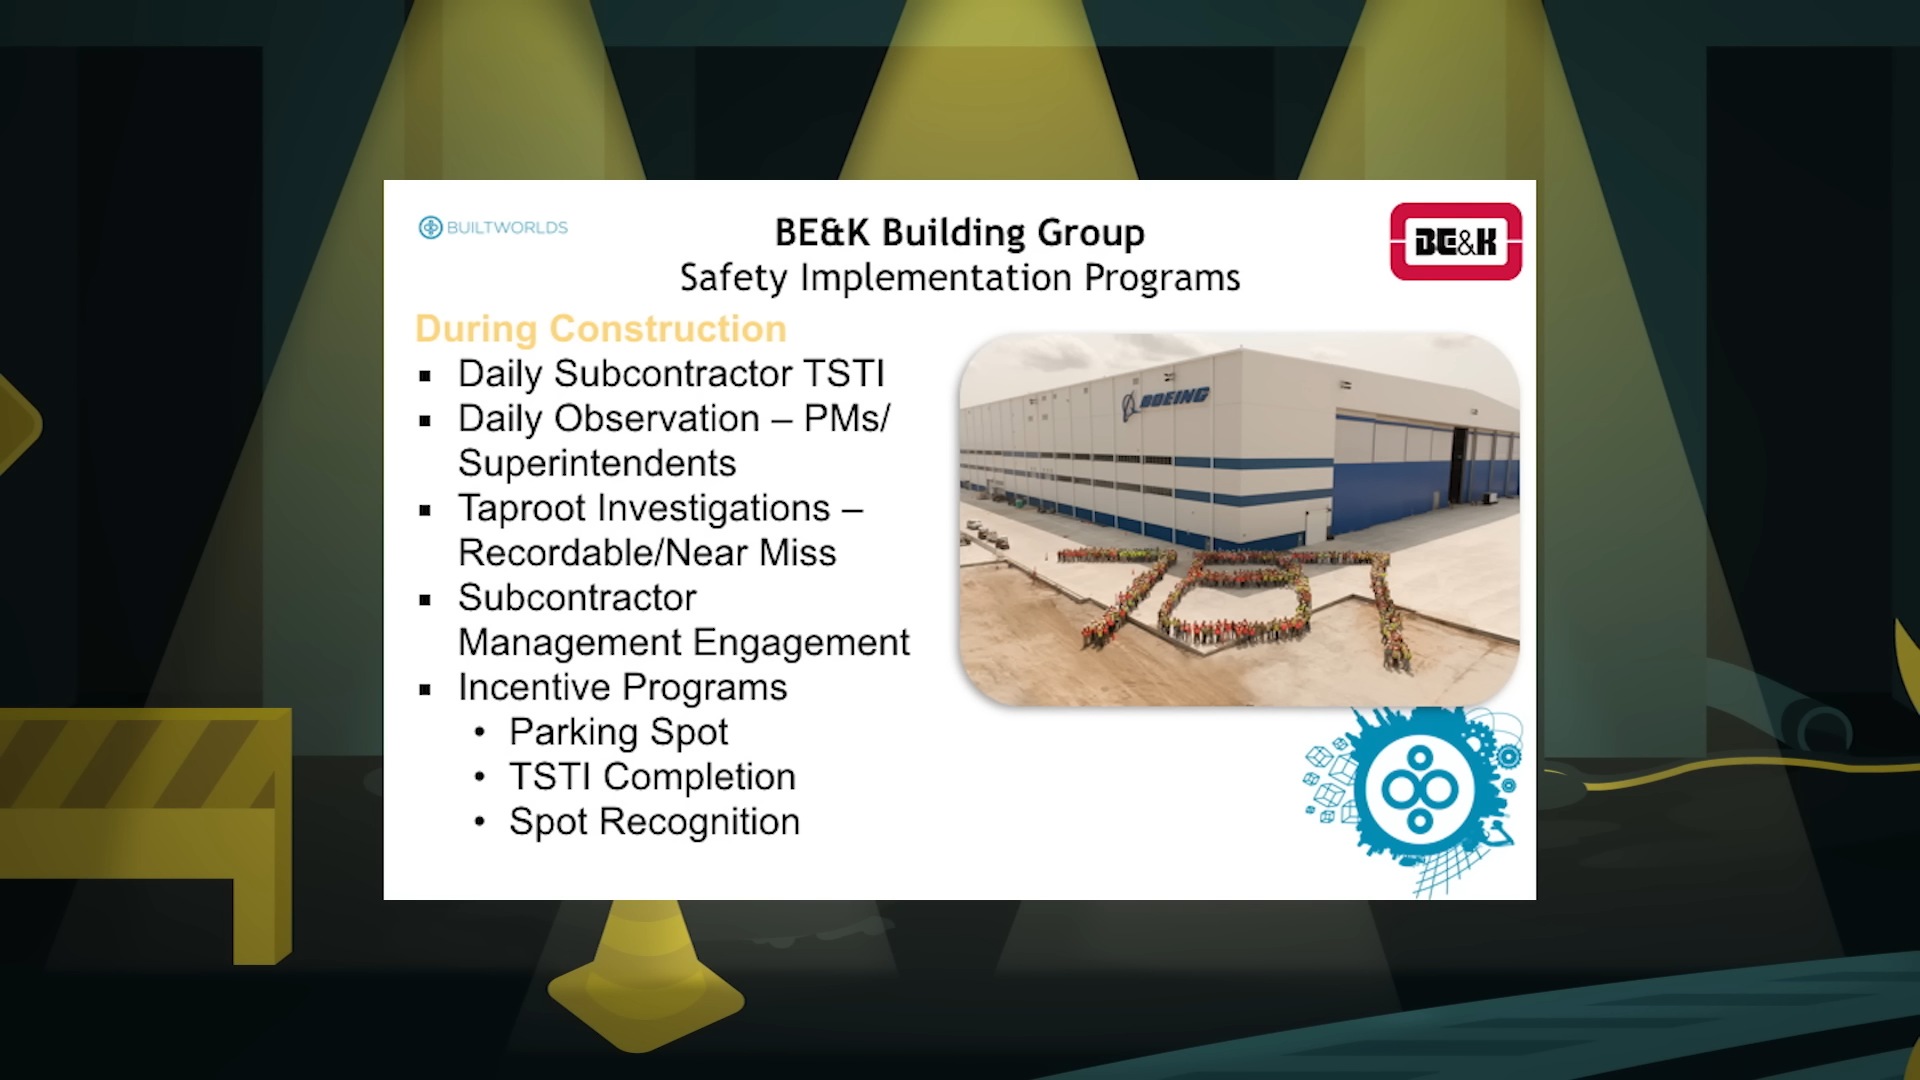 BUILTWORLDS
BE&K Building Group
BE&K
Safety Implementation Programs
During Construction
▪ Daily Subcontractor TSTI
▪ Daily Observation – PMs/
Superintendents
▪ Taproot Investigations –
Recordable/Near Miss
▪ Subcontractor
Management Engagement
▪ Incentive Programs
• Parking Spot
• TSTI Completion
• Spot Recognition
BOEING
787